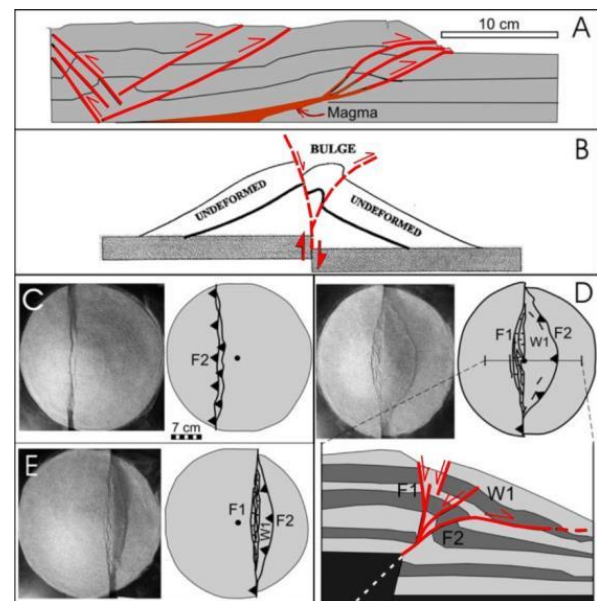 10 cm
A
Magma
B
BULGE
UNDEFORMED
UNDEFORMED
C
F2
7 cm
D
F1
W1
F2
E
F1
W1
F2
F1
W1
F2